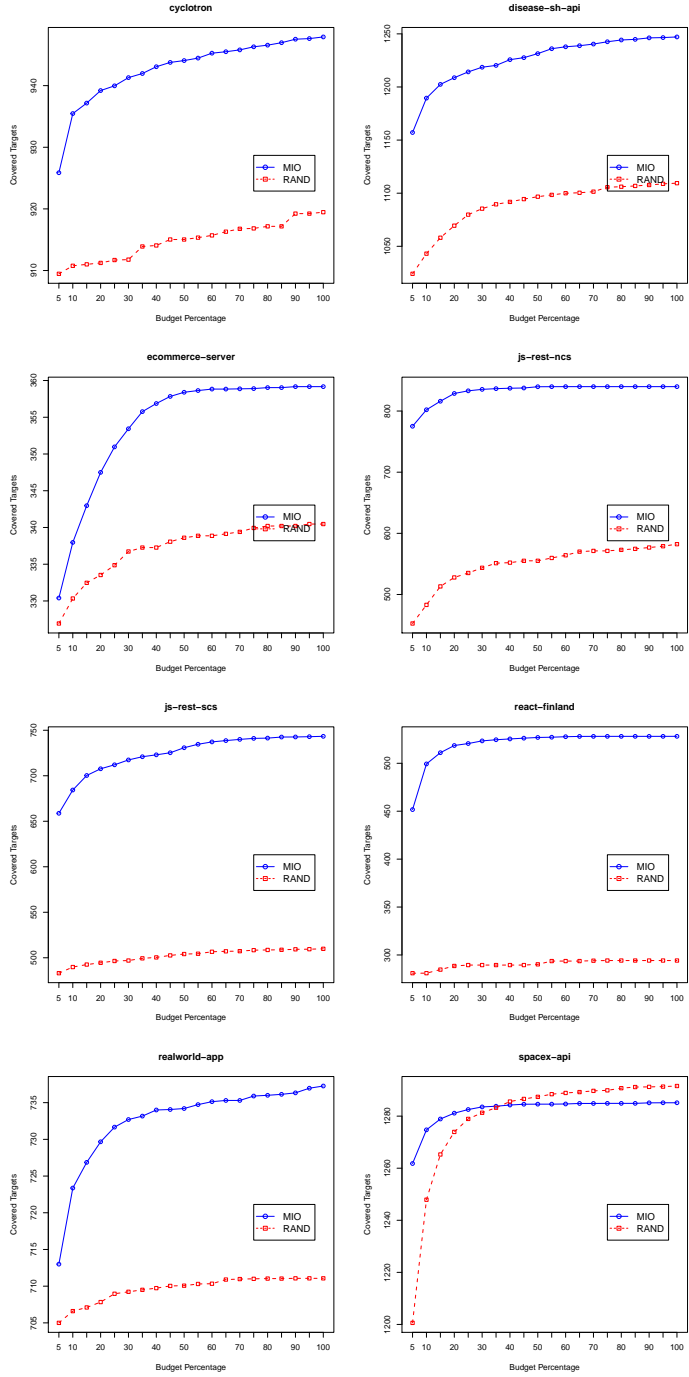 cyclotron
Covered Targets
910 920 930 940
5 10 20 30 40 50 60 70 80 90 100
Budget Percentage
MIO
RAND
disease−sh−api
Covered Targets
1050 1100 1150 1200 1250
5 10 20 30 40 50 60 70 80 90 100
Budget Percentage
MIO
RAND
ecommerce−server
Covered Targets
330 335 340 345 350 355 360
5 10 20 30 40 50 60 70 80 90 100
Budget Percentage
MIO
RAND
js−rest−ncs
Covered Targets
500 600 700 800
5 10 20 30 40 50 60 70 80 90 100
Budget Percentage
MIO
RAND
js−rest−scs
Covered Targets
500 550 600 650 700 750
5 10 20 30 40 50 60 70 80 90 100
Budget Percentage
MIO
RAND
react−finland
Covered Targets
300 350 400 450 500
5 10 20 30 40 50 60 70 80 90 100
Budget Percentage
MIO
RAND
realworld−app
Covered Targets
705 710 715 720 725 730 735
5 10 20 30 40 50 60 70 80 90 100
Budget Percentage
MIO
RAND
spacex−api
Covered Targets
1200 1220 1240 1260 1280
5 10 20 30 40 50 60 70 80 90 100
Budget Percentage
MIO
RAND